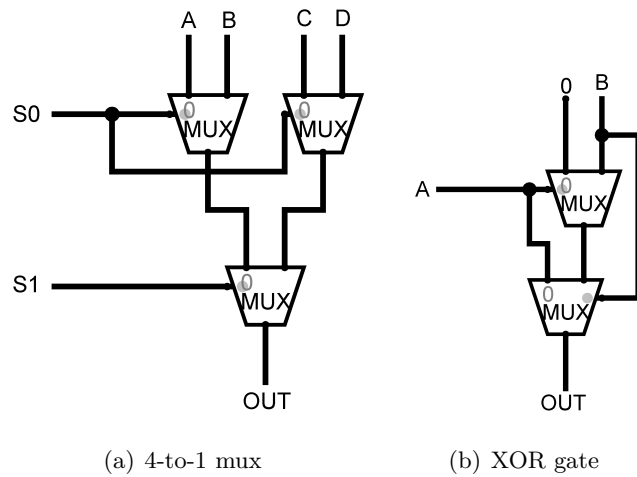 A B C D
S0
0 0
MUX MUX
S1
0
MUX
OUT
(a) 4-to-1 mux
0 B
A
0
MUX
0
MUX
OUT
(b) XOR gate